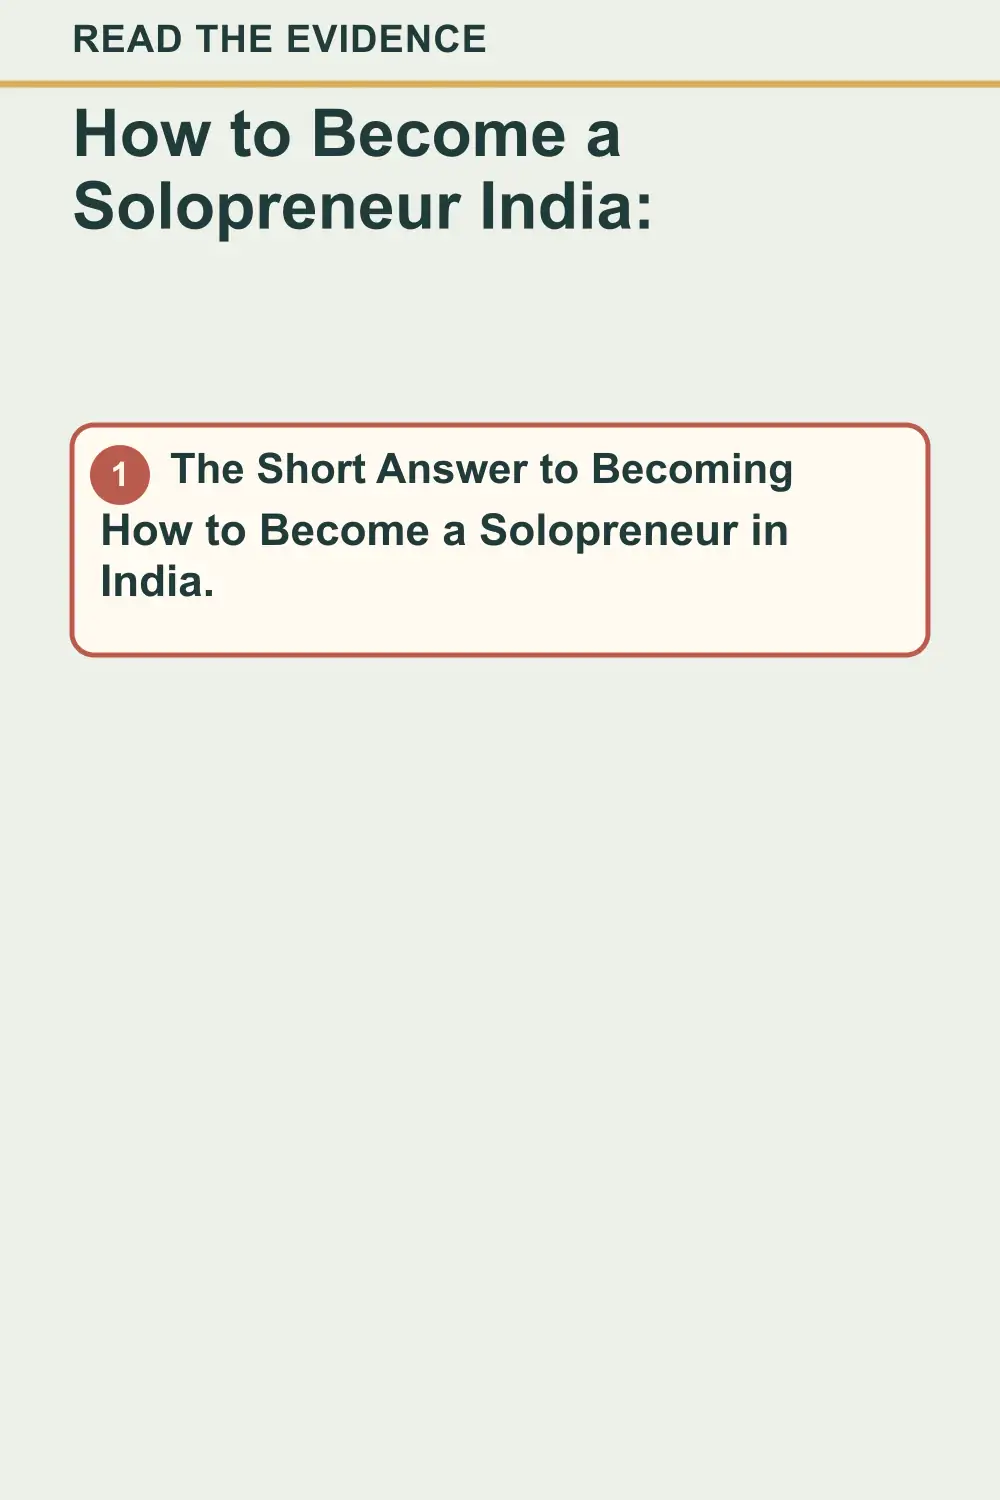 READ THE EVIDENCE
How to Become a
Solopreneur India:
1 The Short Answer to Becoming
How to Become a Solopreneur in
India.